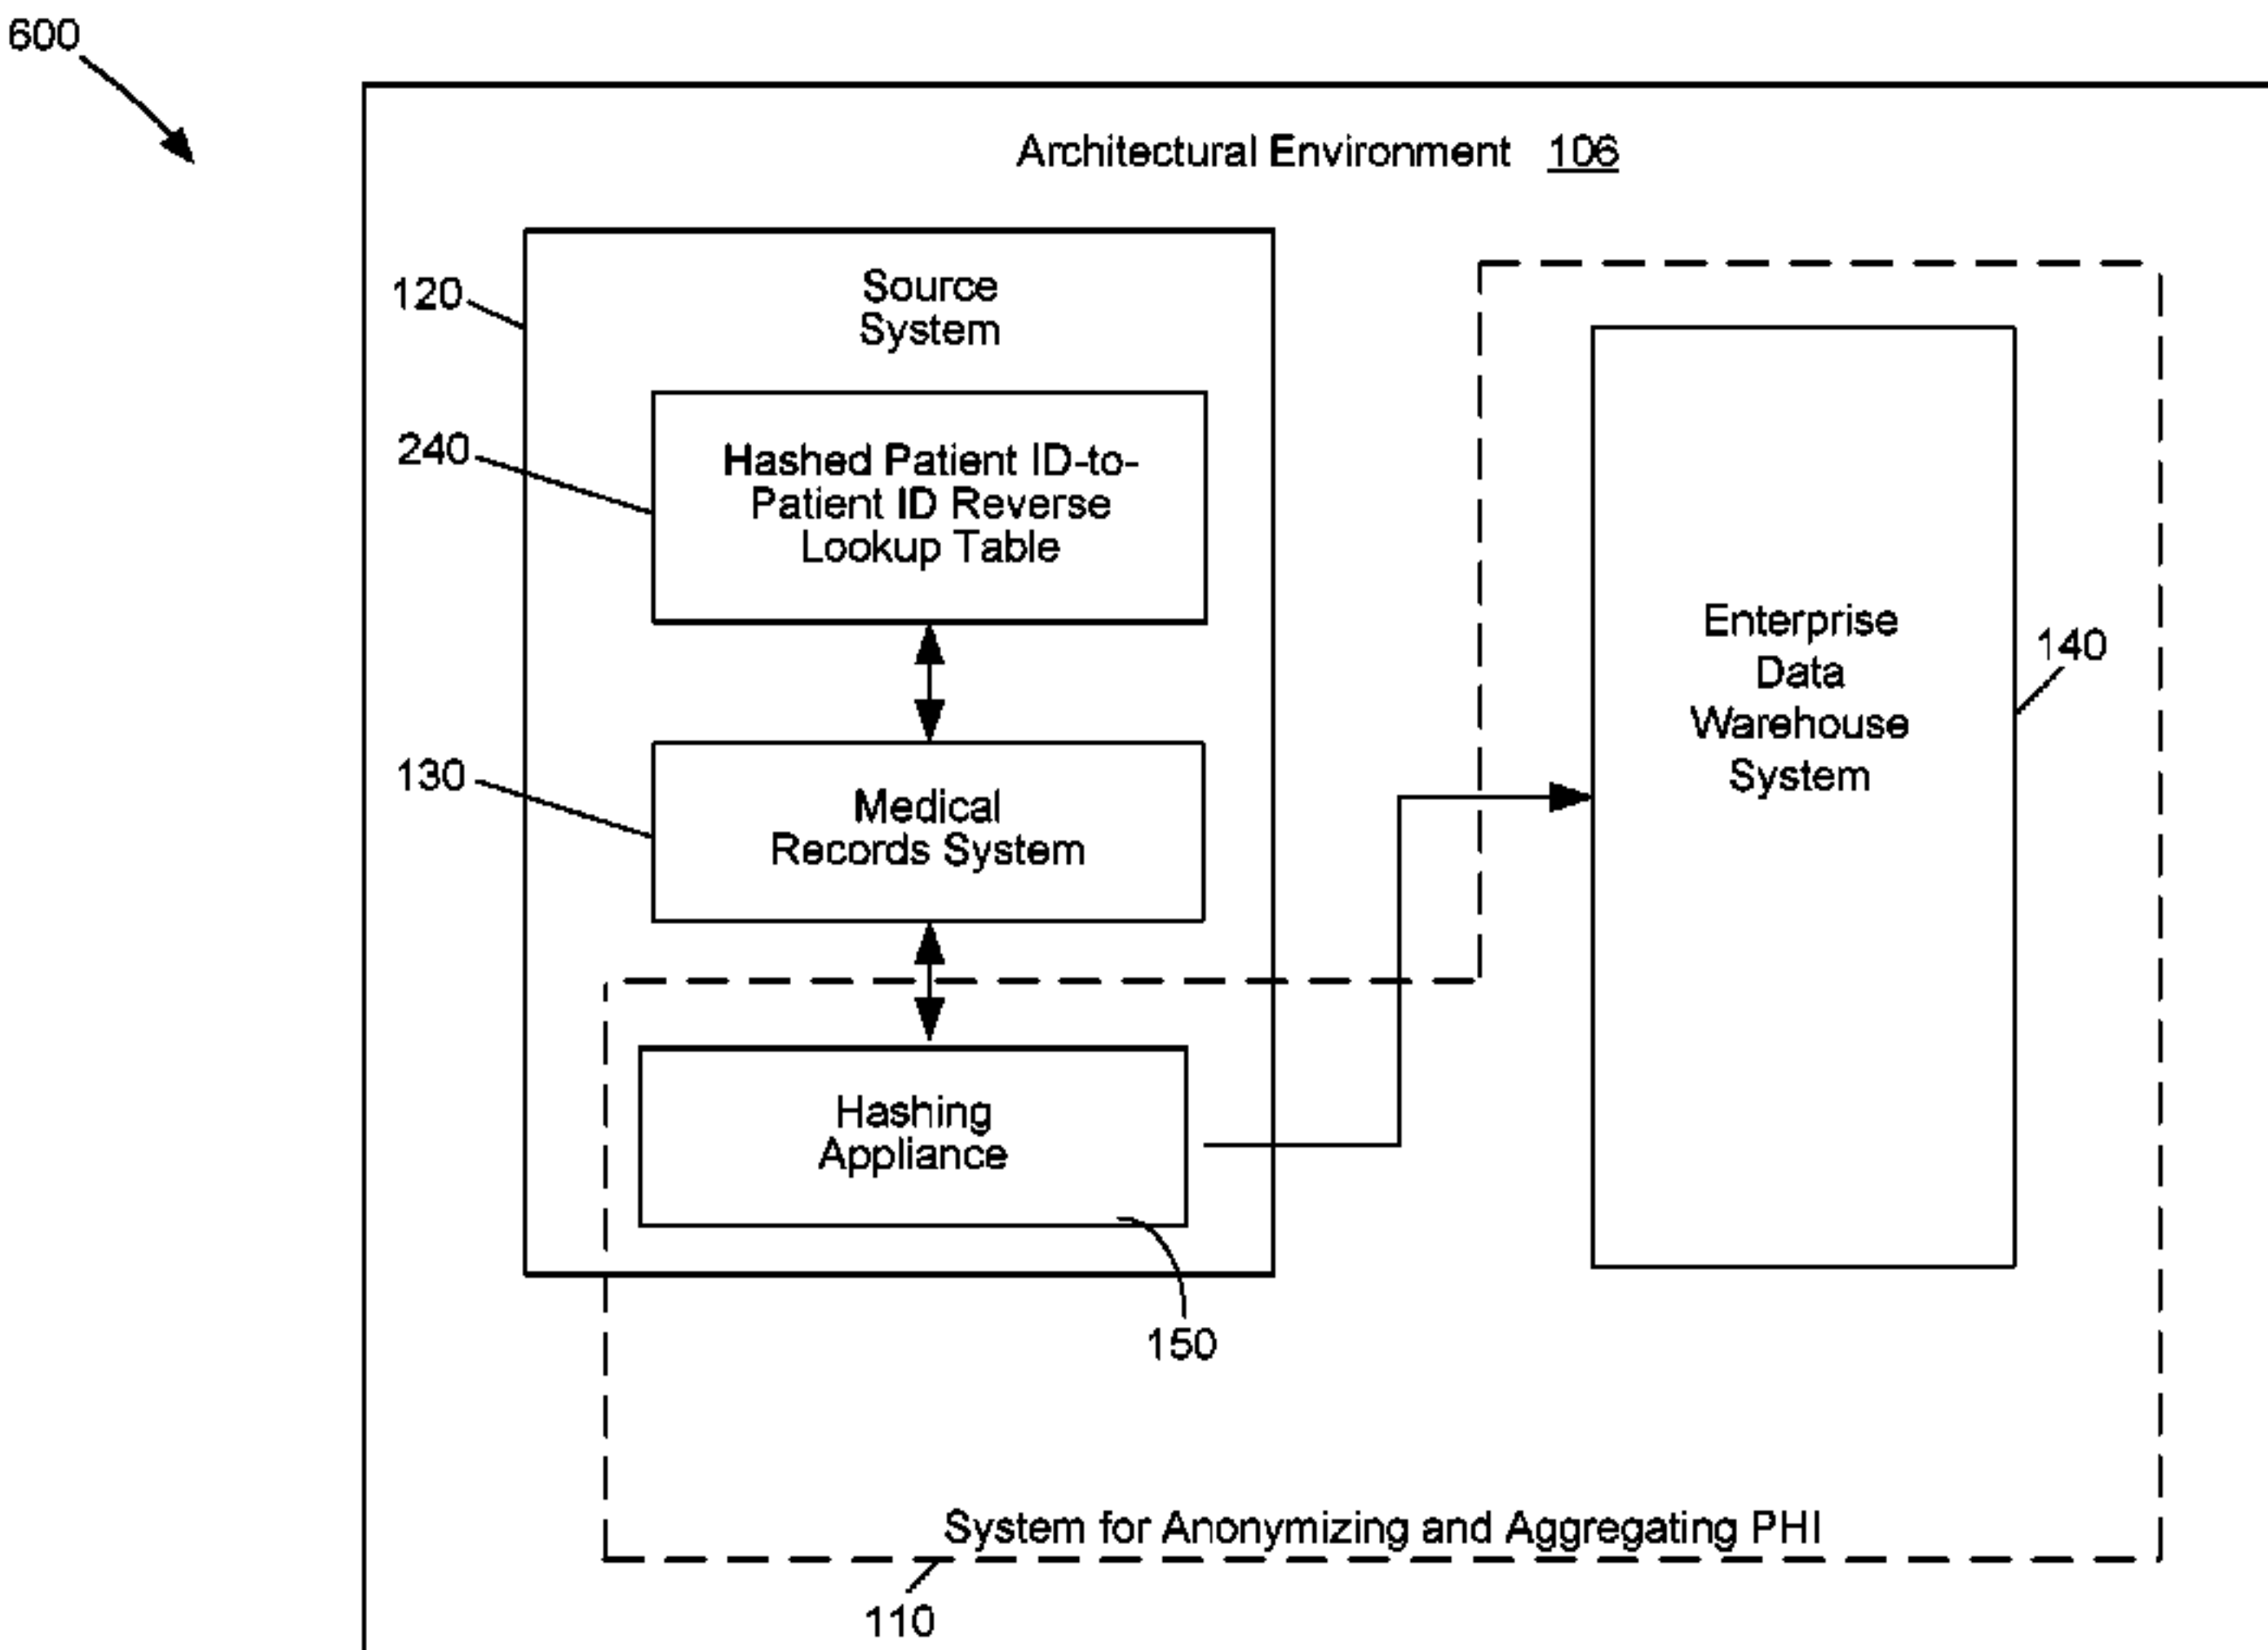 600
Architectural Environment 106
120
Source
System
240
Hashed Patient ID-to-
Patient ID Reverse
Lookup Table
130
Medical
Records System
Enterprise
Data
Warehouse
System
140
Hashing
Appliance
150
System for Anonymizing and Aggregating PHI
110